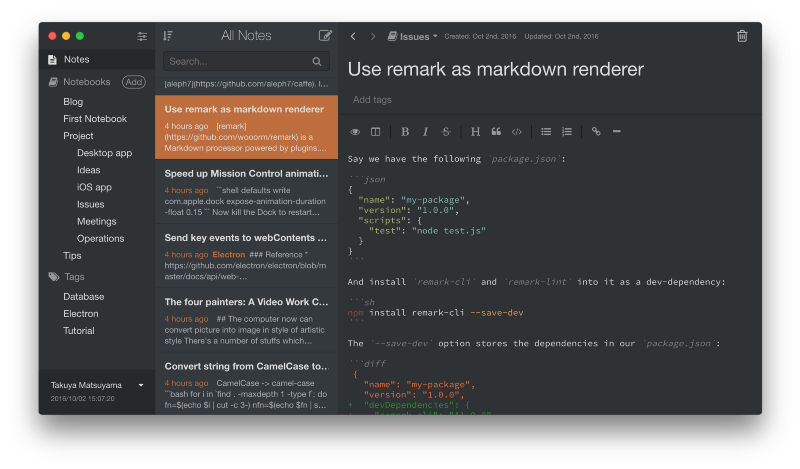 Notes
Notebooks Add
Blog
First Notebook
Project
Desktop app
Ideas
iOS app
Issues
Meetings
Operations
Tips
Tags
Database
Electron
Tutorial
Takuya Matsuyama
2016/10/02 15:07:20
All Notes
Search...
[aleph7](https://github.com/aleph7/caffe). I…
Use remark as markdown renderer
4 hours ago [remark]
(https://github.com/wooorm/remark) is a
Markdown processor powered by plugins.…
Speed up Mission Control animati…
4 hours ago ```shell defaults write
com.apple.dock expose-animation-duration
-float 0.15 ``` Now kill the Dock to restart…
Send key events to webContents …
4 hours ago Electron ### Reference *
https://github.com/electron/electron/blob/ma
ster/docs/api/web-…
The four painters: A Video Work C…
4 hours ago ## The computer now can
convert picture into image in style of artistic
style There's a number of stuffs which…
Convert string from CamelCase to…
4 hours ago CamelCase -> camel-case
```bash for i in `find . -maxdepth 1 -type f`; do
fn=$(echo $i | cut -c 3-) nfn=$(echo $fn | s…
Issues Created: Oct 2nd, 2016 Updated: Oct 2nd, 2016
Use remark as markdown renderer
Add tags
B I S H
Say we have the following `package.json`:
```json
{
"name": "my-package",
"version": "1.0.0",
"scripts": {
"test": "node test.js"
}
}
```
And install `remark-cli` and `remark-lint` into it as a dev-dependency:
```sh
npm install remark-cli --save-dev
```
The `--save-dev` option stores the dependencies in our `package.json`:
```diff
{
"name": "my-package",
"version": "1.0.0",
+ "devDependencies": {